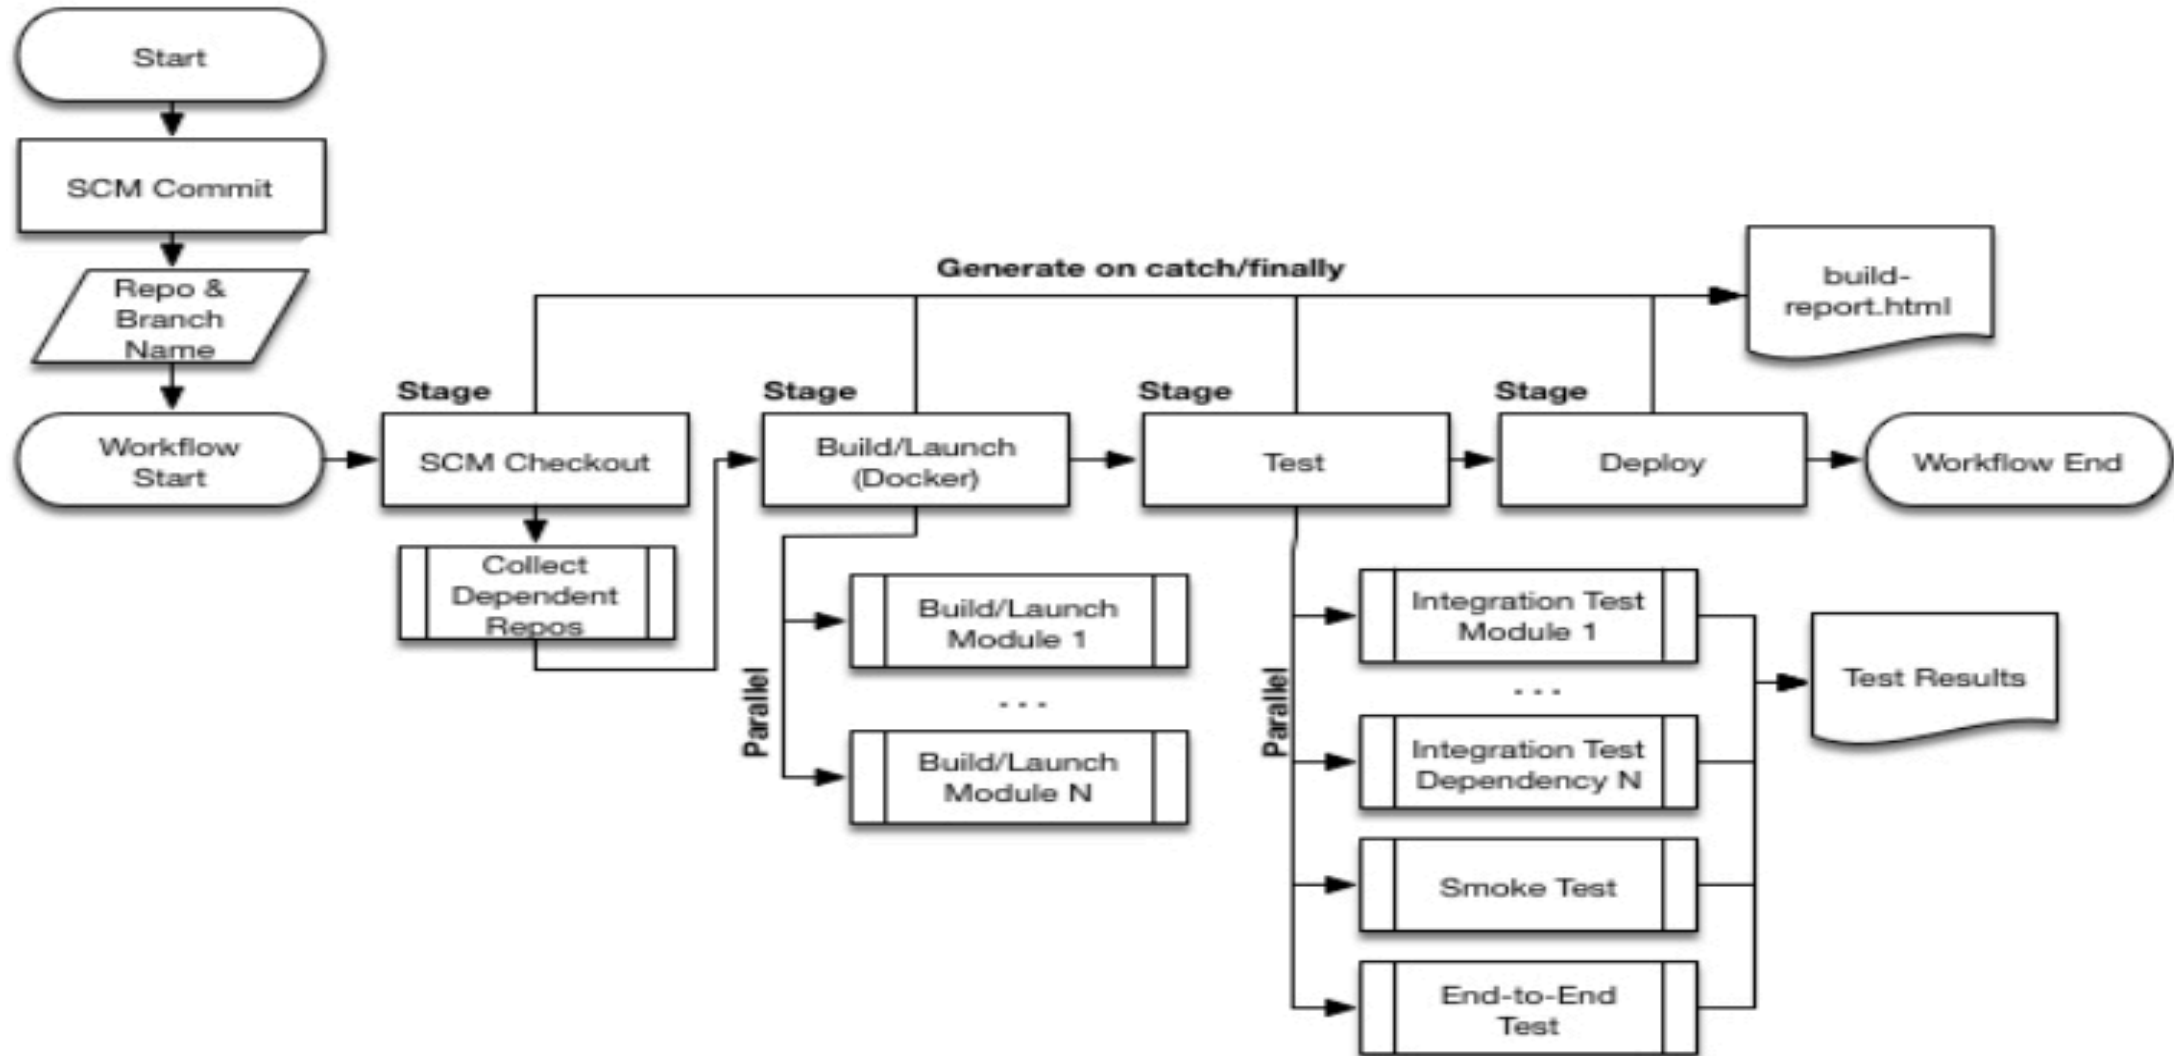 Start
SCM Commit
Repo &
Branch
Name
Workflow
Start
Generate on catch/finally
build-
report.html
Stage
SCM Checkout
Collect
Dependent
Repos
Stage
Build/Launch
(Docker)
Parallel
Build/Launch
Module 1
...
Build/Launch
Module N
Stage
Test
Parallel
Integration Test
Module 1
...
Integration Test
Dependency N
Smoke Test
End-to-End
Test
Test Results
Stage
Deploy
Workflow End